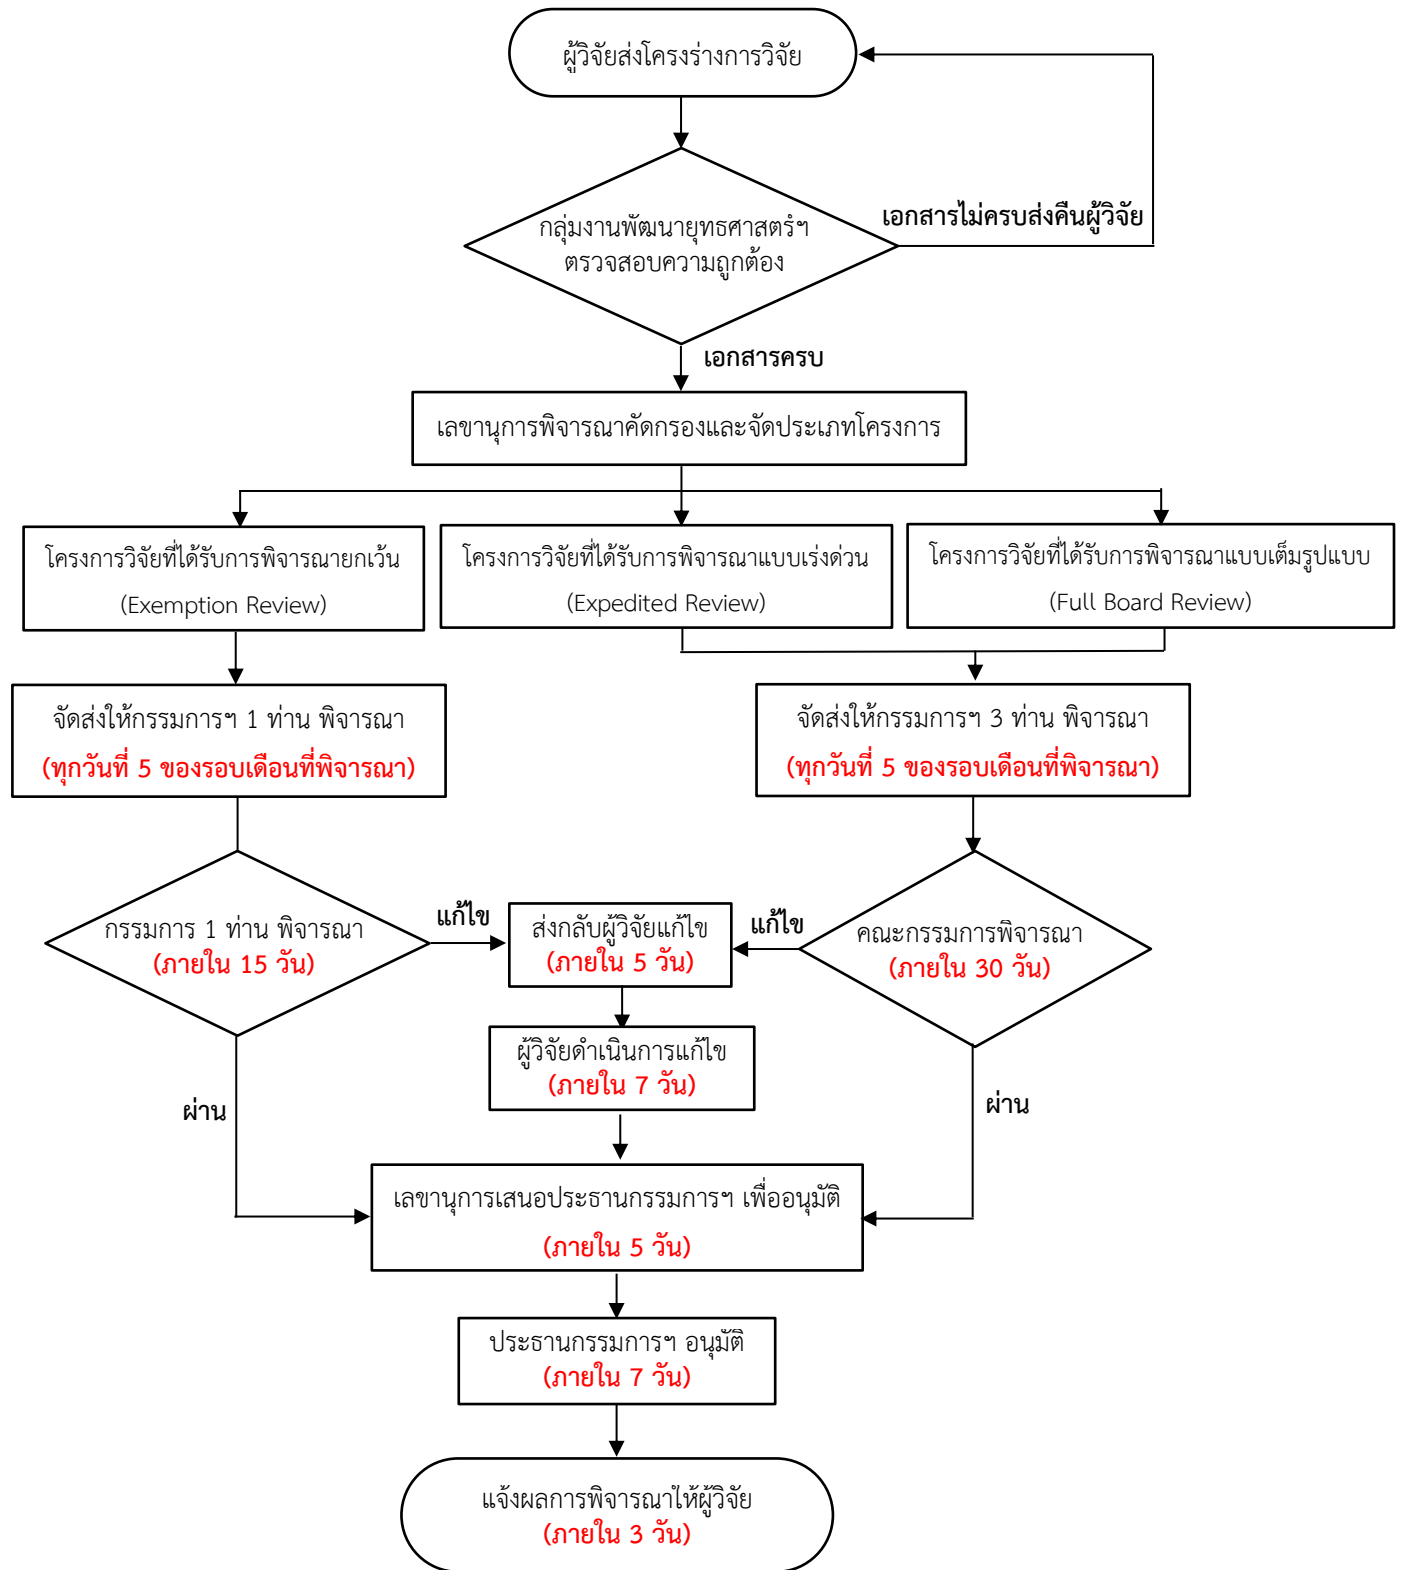 ผู้วิจัยส่งโครงร่างการวิจัย
เอกสารไม่ครบส่งคืนผู้วิจัย
กลุ่มงานพัฒนายุทธศาสตร์ฯ
ตรวจสอบความถูกต้อง
เอกสารครบ
เลขานุการพิจารณาคัดกรองและจัดประเภทโครงการ
โครงการวิจัยที่ได้รับการพิจารณายกเว้น
(Exemption Review)
โครงการวิจัยที่ได้รับการพิจารณาแบบเร่งด่วน
(Expedited Review)
โครงการวิจัยที่ได้รับการพิจารณาแบบเต็มรูปแบบ
(Full Board Review)
จัดส่งให้กรรมการฯ 1 ท่าน พิจารณา
(ทุกวันที่ 5 ของรอบเดือนที่พิจารณา)
จัดส่งให้กรรมการฯ 3 ท่าน พิจารณา
(ทุกวันที่ 5 ของรอบเดือนที่พิจารณา)
กรรมการ 1 ท่าน พิจารณา
(ภายใน 15 วัน)
แก้ไข
ส่งกลับผู้วิจัยแก้ไข
(ภายใน 5 วัน)
แก้ไข
คณะกรรมการพิจารณา
(ภายใน 30 วัน)
ผู้วิจัยดำเนินการแก้ไข
(ภายใน 7 วัน)
ผ่าน
ผ่าน
เลขานุการเสนอประธานกรรมการฯ เพื่ออนุมัติ
(ภายใน 5 วัน)
ประธานกรรมการฯ อนุมัติ
(ภายใน 7 วัน)
แจ้งผลการพิจารณาให้ผู้วิจัย
(ภายใน 3 วัน)